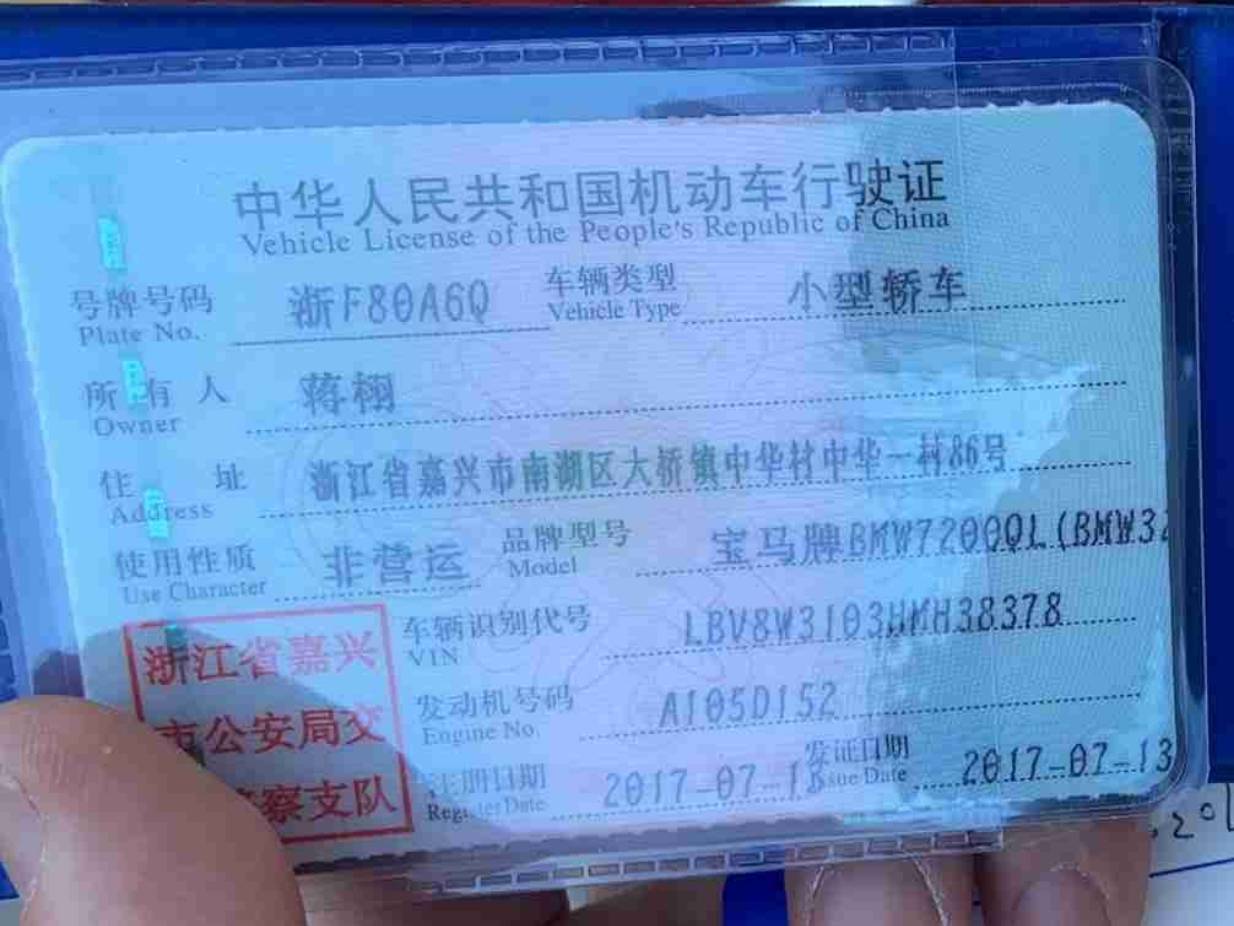 中华人民共和国机动车行驶证
Vehicle License of the People's Republic of China
号牌号码 浙F80A6Q 车辆类型 小型轿车
Plate No. Vehicle Type
所有人 蒋栩
Owner
住址 浙江省嘉兴市南湖区大桥镇中华村中华一村86号
Address
使用性质 非营运 品牌型号 宝马牌BMW7200QL(BMW32
Use Character Model
浙江省嘉兴
市公安局交
警察支队
车辆识别代号 LBV8W3103HMH38378
VIN
发动机号码 A105D152
Engine No.
注册日期 2017-07-13 发证日期 2017-07-13
Register Date Issue Date